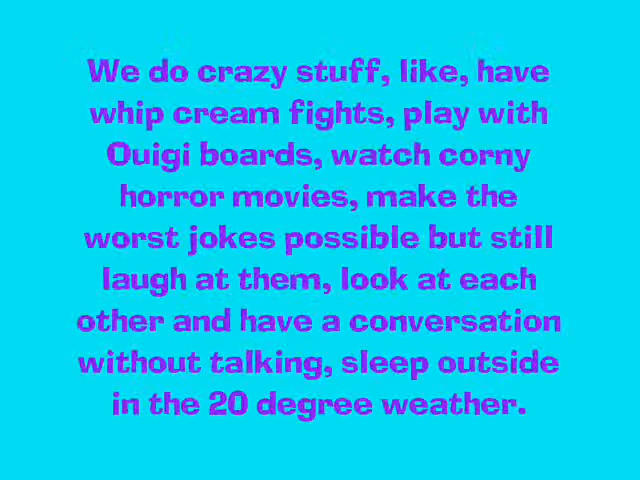 We do crazy stuff, like, have
whip cream fights, play with
Ouigi boards, watch corny
horror movies, make the
worst jokes possible but still
laugh at them, look at each
other and have a conversation
without talking, sleep outside
in the 20 degree weather.